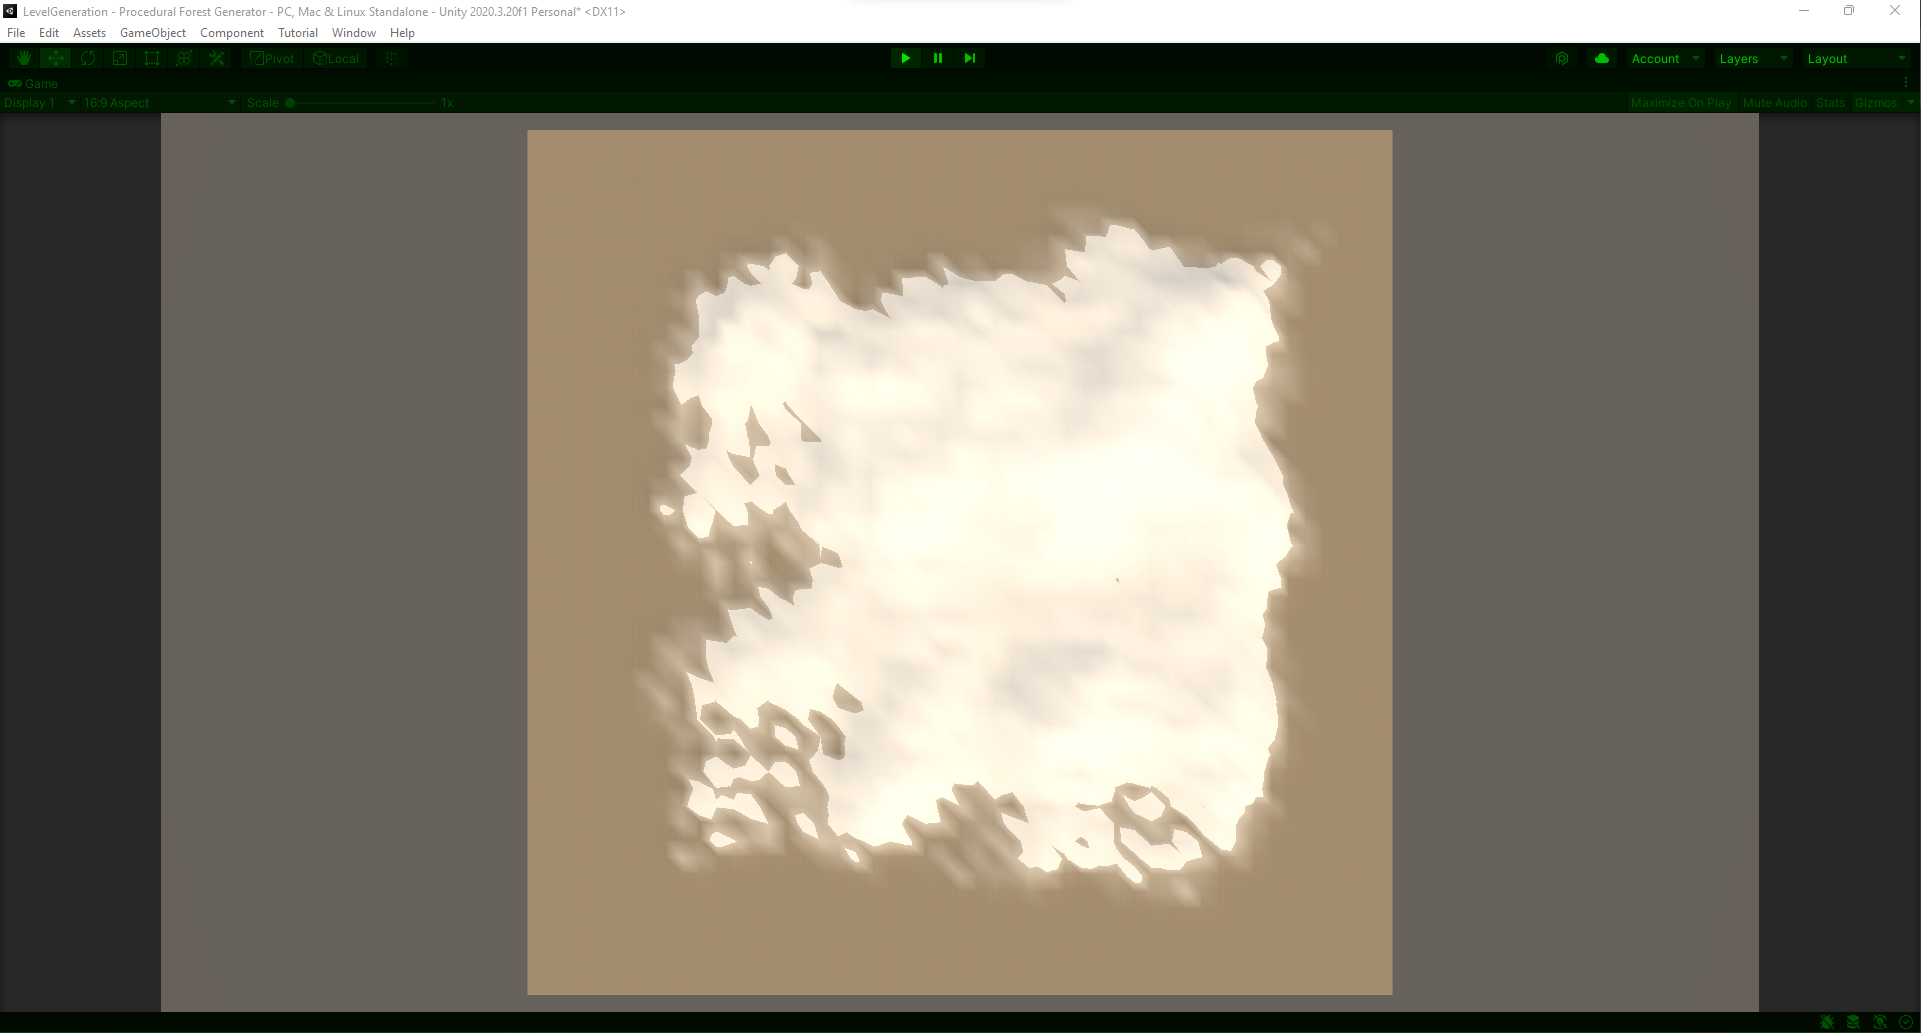 LevelGeneration - Procedural Forest Generator - PC, Mac & Linux Standalone - Unity 2020.3.20f1 Personal* <DX11>
File Edit Assets GameObject Component Tutorial Window Help
Pivot Local Account Layers Layout
Game
Display 1 16:9 Aspect Scale 1x Maximize On Play Mute Audio Stats Gizmos